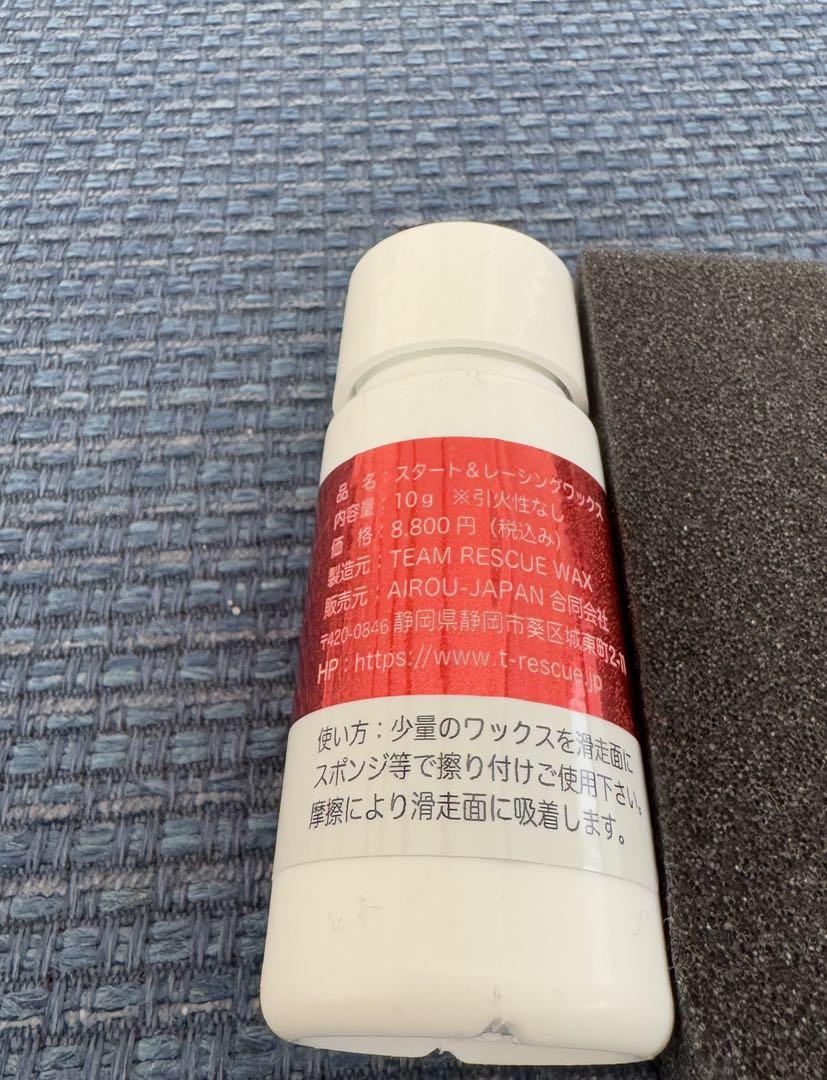 品　名：スタート＆レーシングワックス
内容量：10g　※引火性なし
価　格：8,800円（税込み）
製造元：TEAM RESCUE WAX
販売元：AIROU-JAPAN 合同会社
〒420-0846 静岡県静岡市葵区城東町2-11
HP：https://www.t-rescue.jp
使い方：少量のワックスを滑走面に
スポンジ等で擦り付けご使用下さい。
摩擦により滑走面に吸着します。